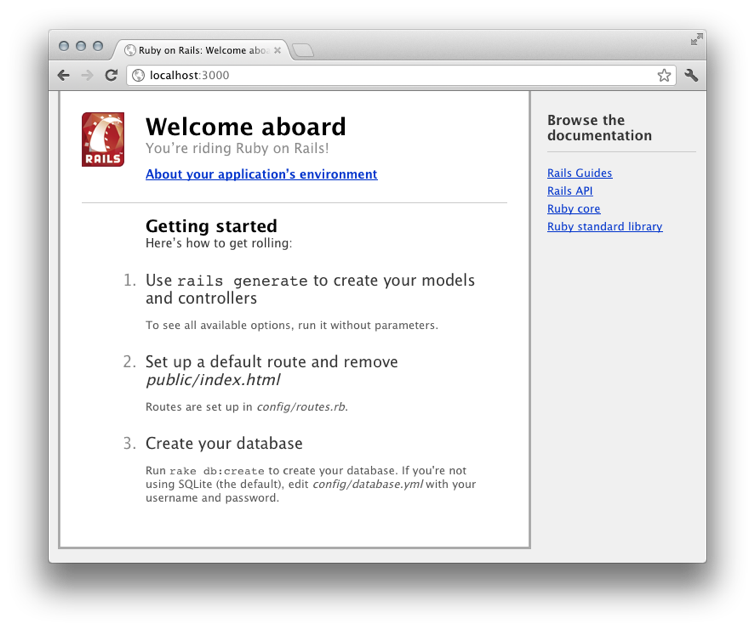 Ruby on Rails: Welcome aboa
localhost:3000
RAILS
Welcome aboard
You're riding Ruby on Rails!
About your application's environment
Getting started
Here's how to get rolling:
1. Use rails generate to create your models
and controllers
To see all available options, run it without parameters.
2. Set up a default route and remove
public/index.html
Routes are set up in config/routes.rb.
3. Create your database
Run rake db:create to create your database. If you're not
using SQLite (the default), edit config/database.yml with your
username and password.
Browse the
documentation
Rails Guides
Rails API
Ruby core
Ruby standard library